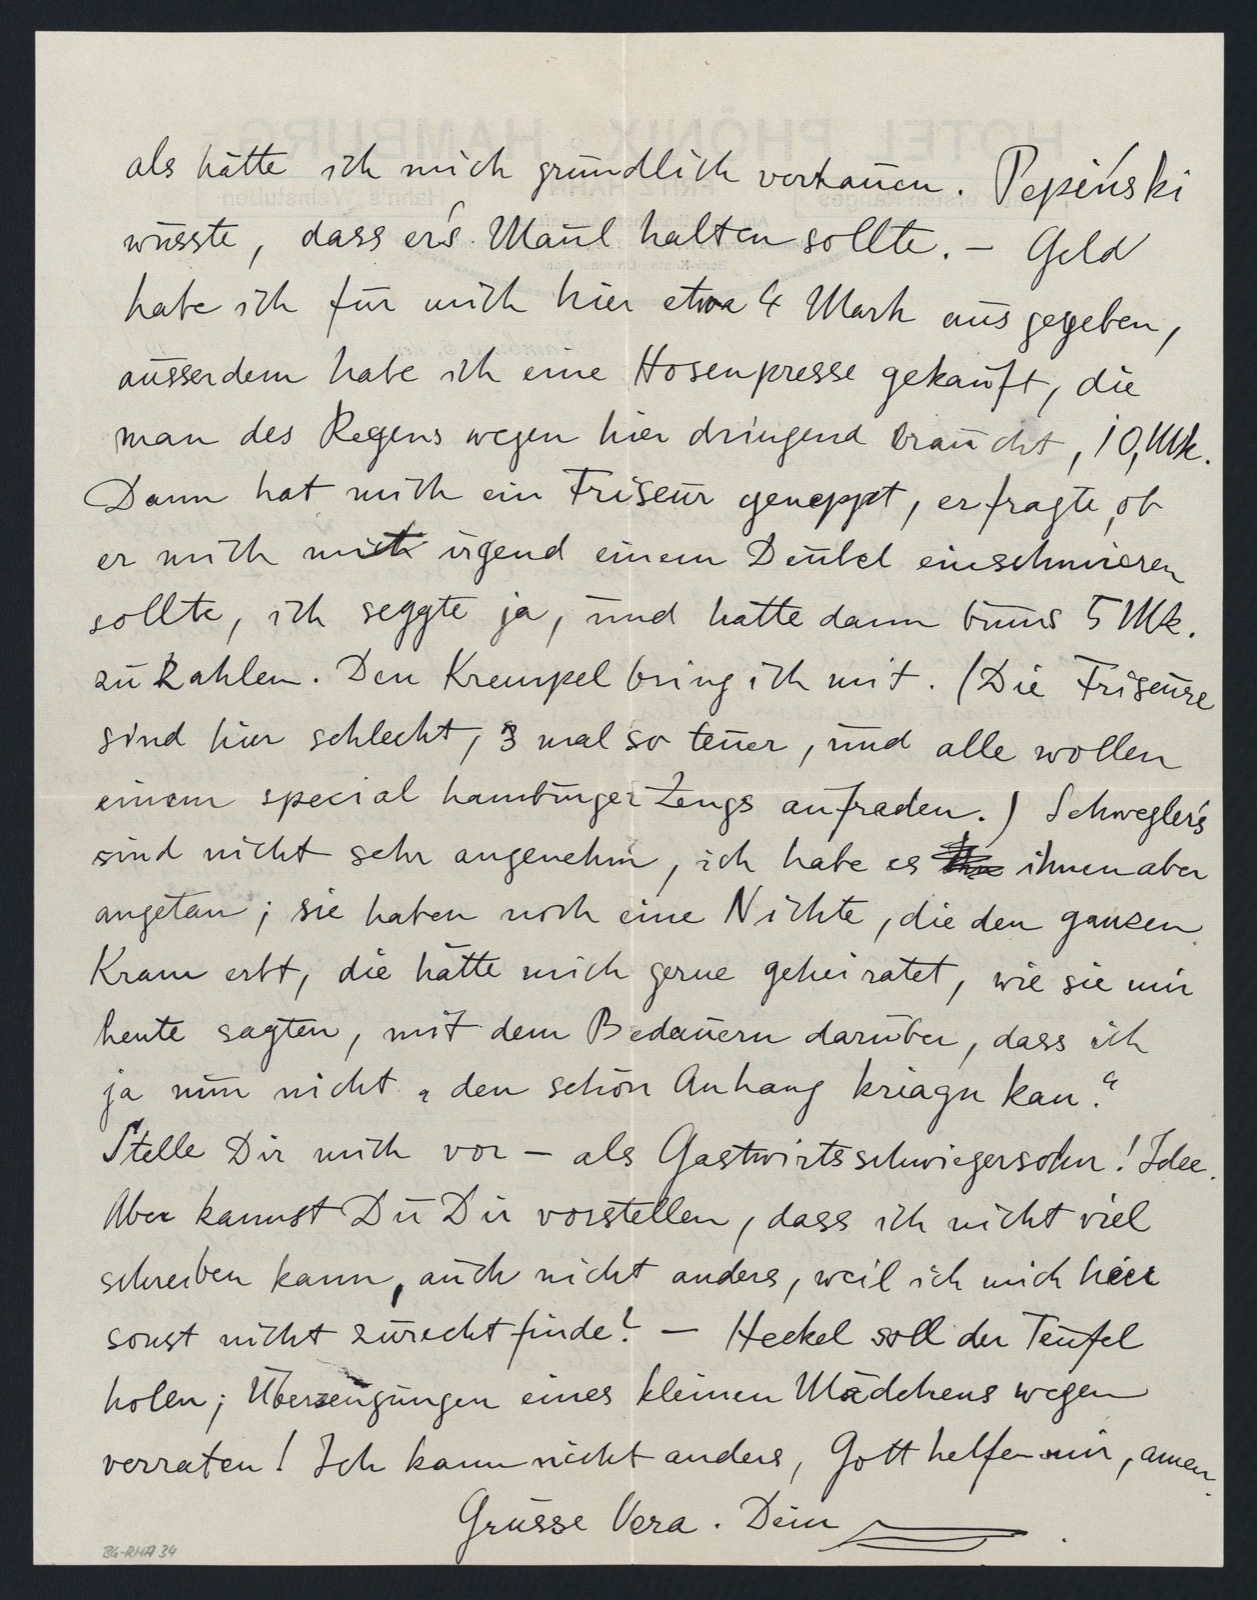 als hätte ich mich gründlich verhauen. Pepiński
wüsste, dass er's Maul halten sollte. – Geld
habe ich für mich hier etwa 4 Mark ausgegeben,
ausserdem habe ich eine Hosenpresse gekauft, die
man des Regens wegen hier dringend braucht, 10, Mk.
Dann hat mich ein Friseur geneppt, er fragte, ob
er mich mit irgend einem Deubel einschmieren
sollte, ich seggte ja, und hatte dann bums 5 Mk.
zu zahlen. Den Krempel bring ich mit. (Die Friseure
sind hier schlecht, 3 mal so teuer, und alle wollen
einem special hamburger Zeugs aufreden.) Schwegler's
sind nicht sehr angenehm, ich habe es ihnen aber
angetan; sie haben noch eine Nichte, die den ganzen
Kram erbt, die hätte mich gerne geheiratet, wie sie mir
heute sagten, mit dem Bedauern darüber, dass ich
ja nun nicht „den schön Anhang kriagn kan."
Stelle Dir mich vor – als Gastwirtsschwiegersohn! Idee.
Aber kannst Du Dir vorstellen, dass ich nicht viel
schreiben kann, auch nicht anders, weil ich mich hier
sonst nicht zurechtfinde? – Heckel soll der Teufel
holen; Überzeugungen eines kleinen Mädchens wegen
verraten! Ich kann nicht anders, Gott helfe mir, amen.
Grüsse Vera. Dein
BG-RHA 34
HOTEL PHÖNIX HAMBURG
FRITZ HAHN
ersten Ranges
Hahn's Weinstuben